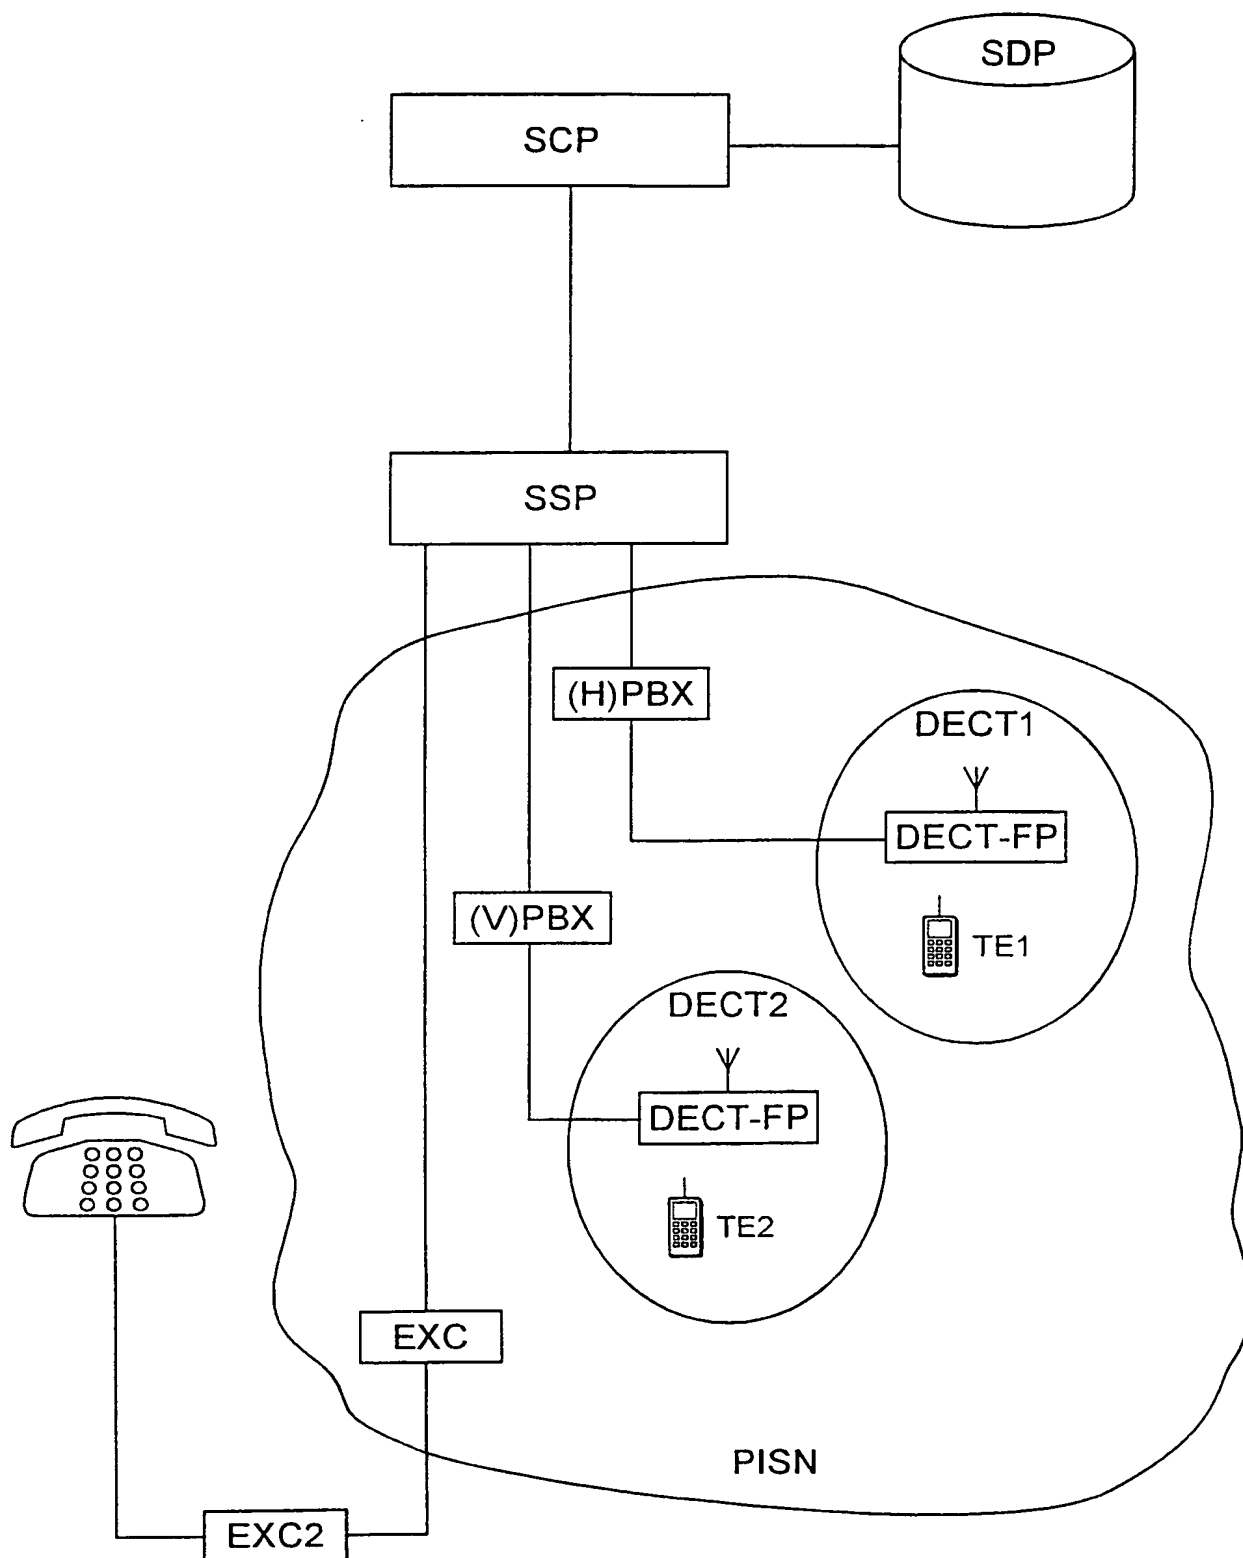 SDP
SCP
SSP
(H)PBX
DECT1
DECT-FP
(V)PBX
TE1
DECT2
DECT-FP
TE2
EXC
PISN
EXC2